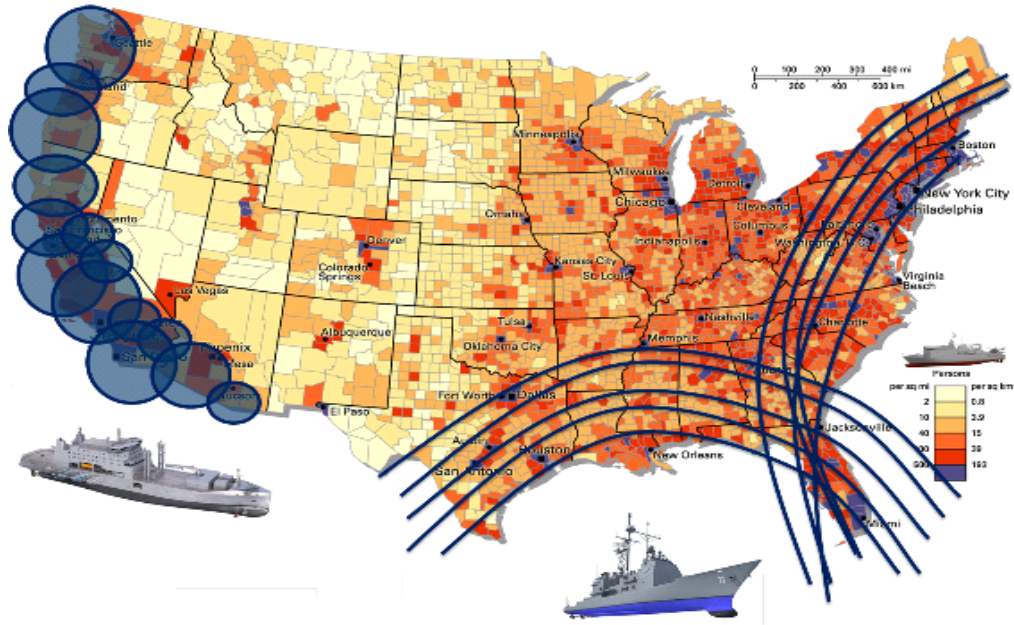 Seattle
0 100 200 300 400 mi
0 200 400 600 km
Minneapolis
Boston
Milwaukee
Detroit
Chicago
New York City
Cleveland
Philadelphia
Omaha
Columbus
Indianapolis
Denver
Kansas City
St. Louis
Colorado
Springs
Virginia
Beach
Las Vegas
Nashville
Charlotte
Tulsa
Albuquerque
Memphis
Oklahoma City
Persons
per sq mi per sq km
2 0.8
10 3.9
40 15
39
193
Fort Worth Dallas
El Paso
Jacksonville
Austin
Houston
New Orleans
San Antonio
Miami